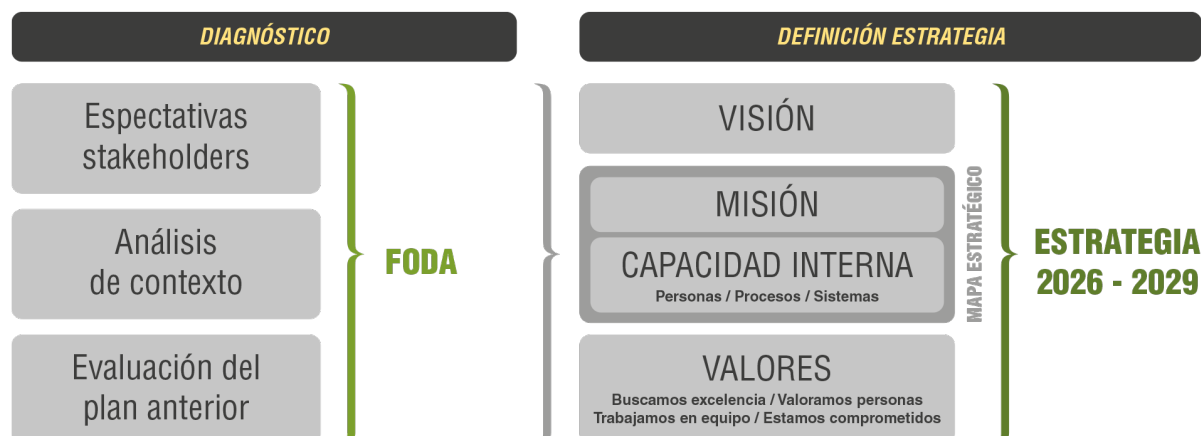 DIAGNÓSTICO
Espectativas
stakeholders
Análisis
de contexto
Evaluación del
plan anterior
FODA
DEFINICIÓN ESTRATEGIA
VISIÓN
MISIÓN
CAPACIDAD INTERNA
Personas / Procesos / Sistemas
VALORES
Buscamos excelencia / Valoramos personas
Trabajamos en equipo / Estamos comprometidos
MAPA ESTRATÉGICO
ESTRATEGIA
2026 - 2029